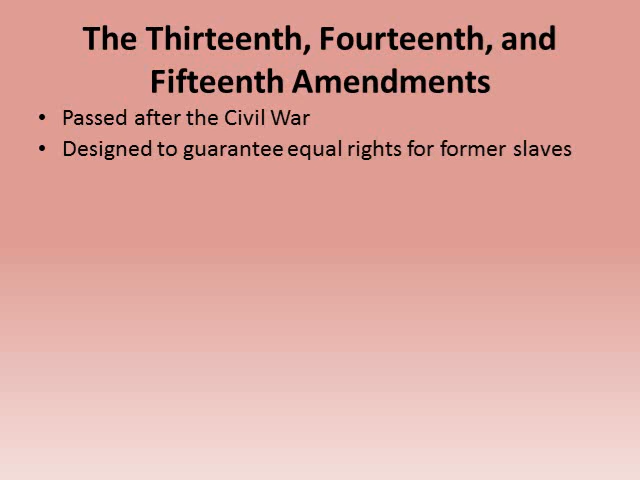 The Thirteenth, Fourteenth, and
Fifteenth Amendments
• Passed after the Civil War
• Designed to guarantee equal rights for former slaves